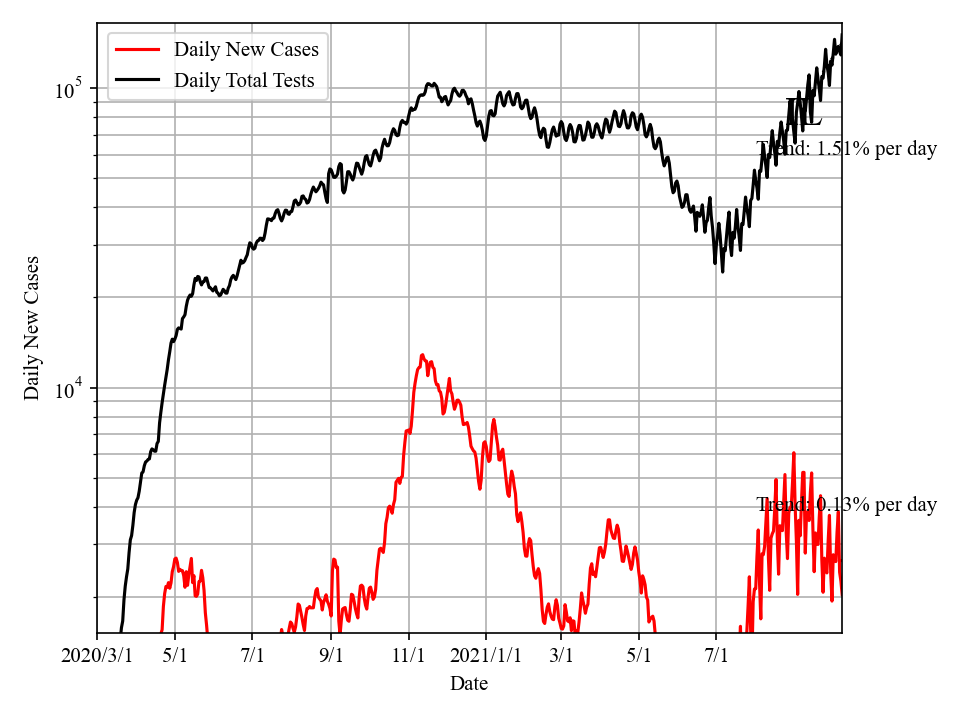 Daily New Cases
Daily Total Tests
IL
Trend: 1.51% per day
Trend: 0.13% per day
10^5
10^4
Daily New Cases
2020/3/1 5/1 7/1 9/1 11/1 2021/1/1 3/1 5/1 7/1
Date